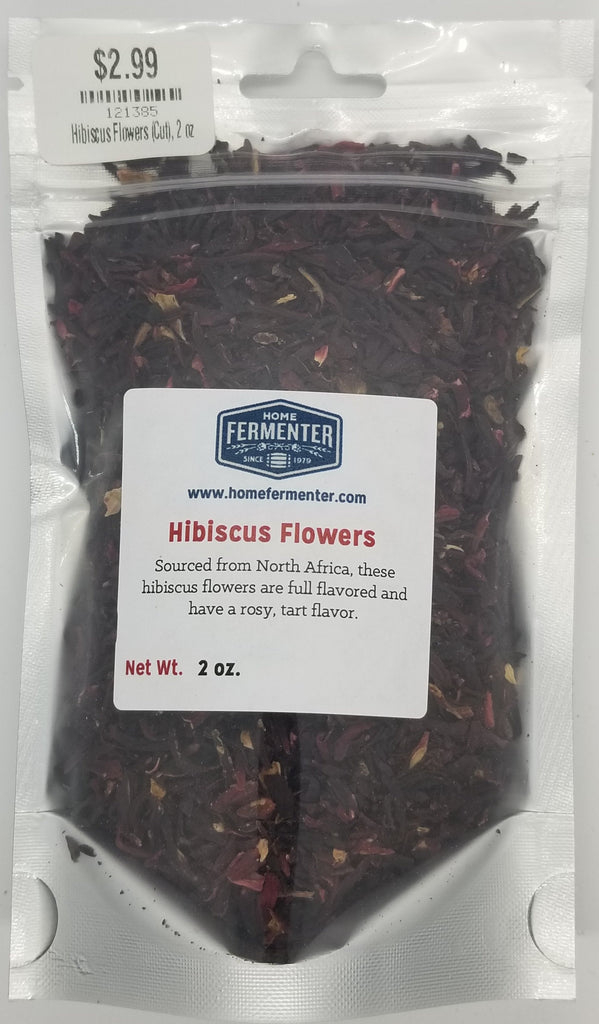 $2.99
121385
Hibiscus Flowers (Cut), 2 oz
HOME
FERMENTER
SINCE 1979
www.homefermenter.com
Hibiscus Flowers
Sourced from North Africa, these
hibiscus flowers are full flavored and
have a rosy, tart flavor.
Net Wt. 2 oz.